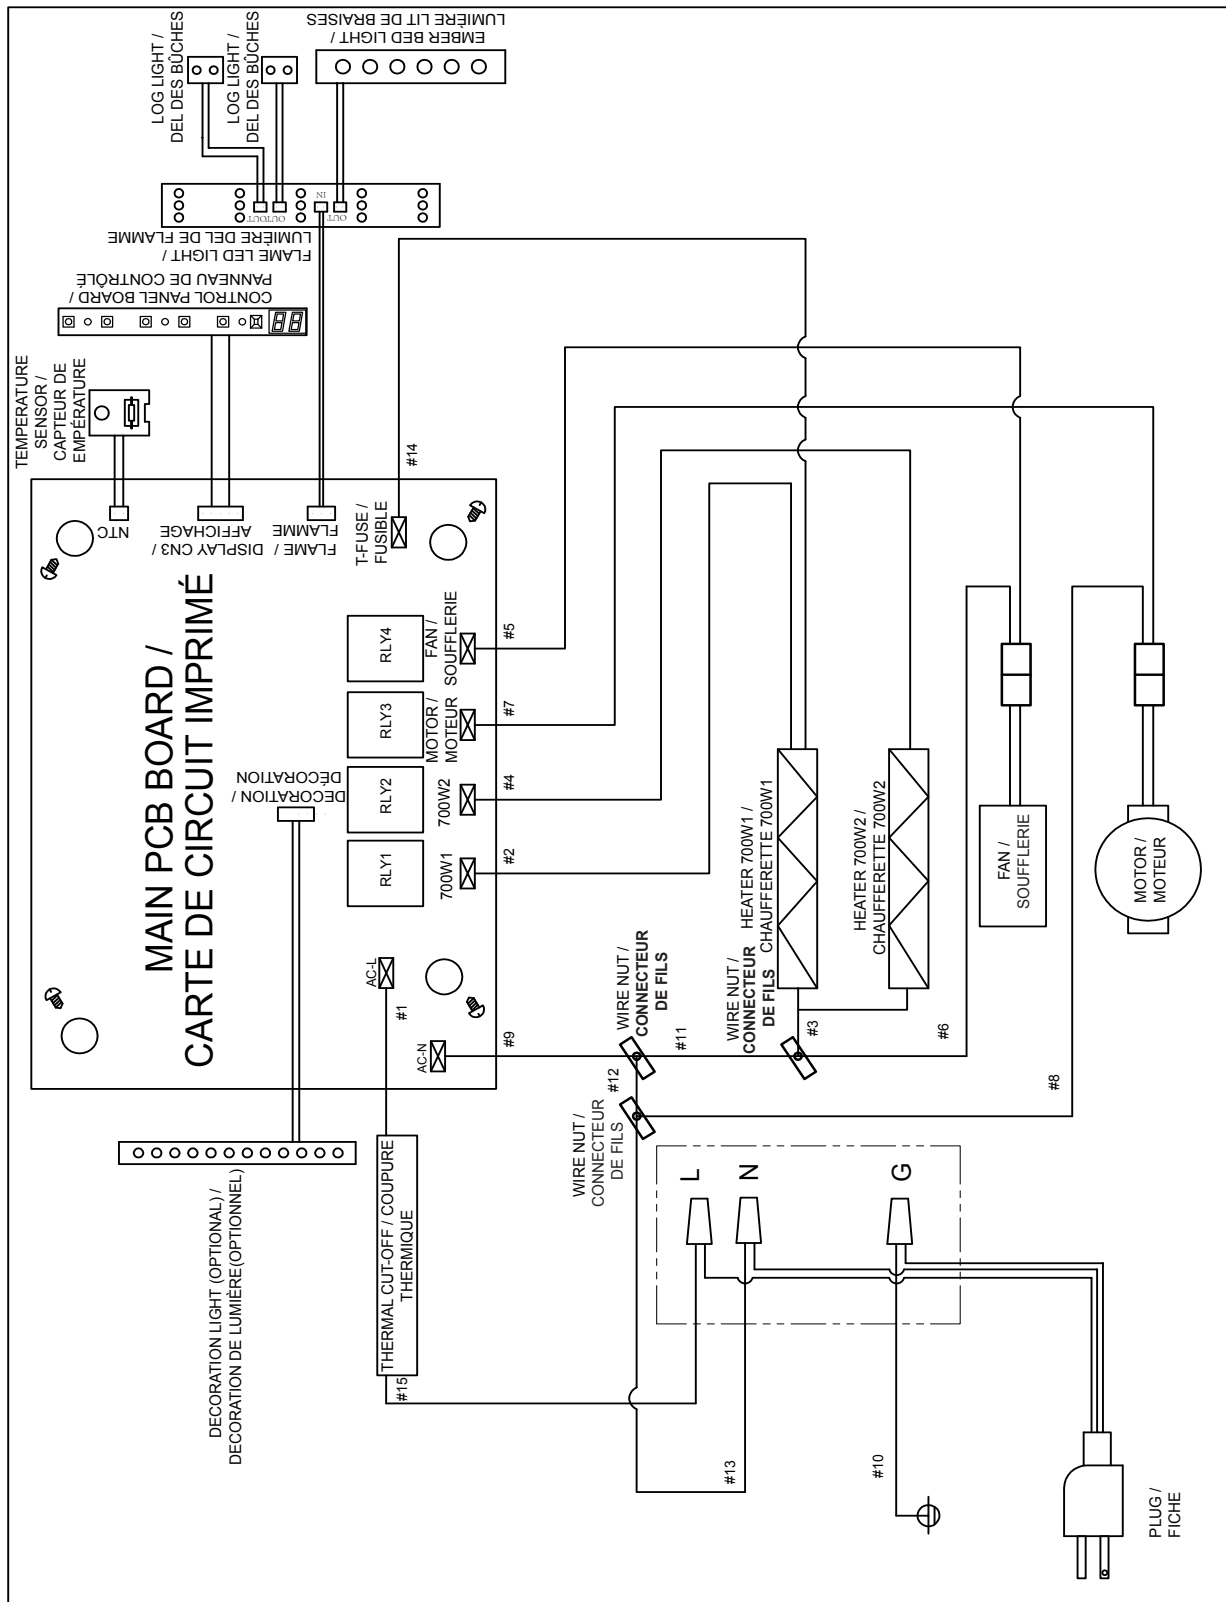 LOG LIGHT /
DEL DES BÛCHES
LOG LIGHT /
DEL DES BÛCHES
EMBER BED LIGHT /
LUMIÈRE LIT DE BRAISES
OUT
OUT
IN
OUT
FLAME LED LIGHT /
LUMIÈRE DEL DE FLAMME
CONTROL PANEL BOARD /
PANNEAU DE CONTRÔLÉ
88
TEMPERATURE
SENSOR /
CAPTEUR DE
EMPÉRATURE
NTC
DISPLAY CN3 /
AFFICHAGE
FLAME /
FLAMME
T-FUSE /
FUSIBLE
#14
MAIN PCB BOARD /
CARTE DE CIRCUIT IMPRIMÉ
DECORATION /
DÉCORATION
RLY4
FAN /
SOUFFLERIE
#5
RLY3
MOTOR /
MOTEUR
#7
RLY2
700W2
#4
RLY1
700W1
#2
AC-L
#1
AC-N
#9
DECORATION LIGHT (OPTIONAL) /
DECORATION DE LUMIÈRE(OPTIONNEL)
THERMAL CUT-OFF / COUPURE
THERMIQUE
#15
WIRE NUT /
CONNECTEUR
DE FILS
#11
#12
WIRE NUT /
CONNECTEUR
DE FILS
WIRE NUT /
CONNECTEUR
DE FILS
#3
HEATER 700W1 /
CHAUFFERETTE 700W1
HEATER 700W2 /
CHAUFFERETTE 700W2
#6
#8
FAN /
SOUFFLERIE
MOTOR /
MOTEUR
L
N
G
#13
#10
PLUG /
FICHE